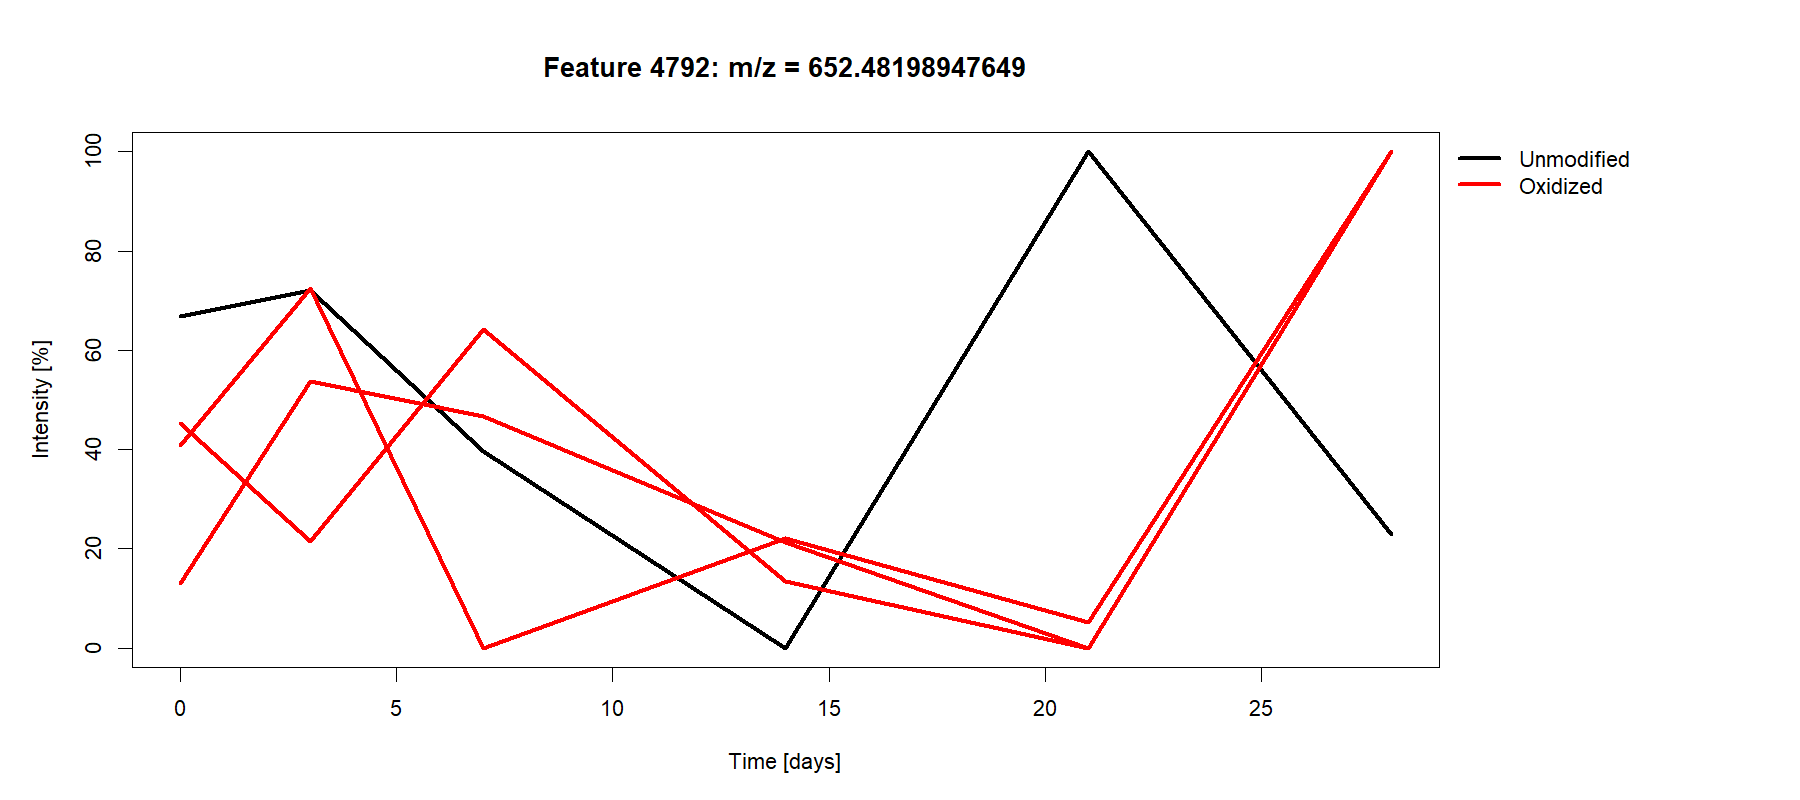 Feature 4792: m/z = 652.48198947649
Unmodified
Oxidized
Intensity [%]
100
80
60
40
20
0
0 5 10 15 20 25
Time [days]